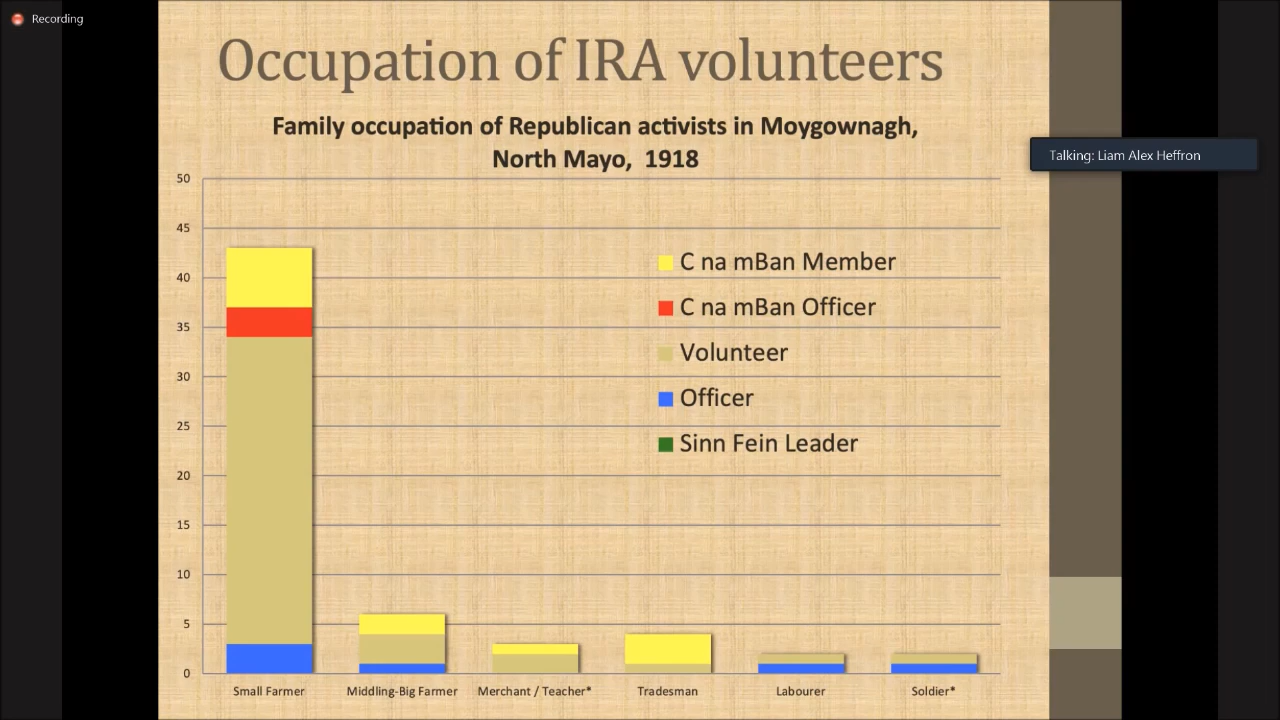 Recording
Occupation of IRA volunteers
Family occupation of Republican activists in Moygownagh,
North Mayo, 1918
Talking: Liam Alex Heffron
50
45
40
35
30
25
20
15
10
5
0
C na mBan Member
C na mBan Officer
Volunteer
Officer
Sinn Fein Leader
Small Farmer
Middling-Big Farmer
Merchant / Teacher*
Tradesman
Labourer
Soldier*